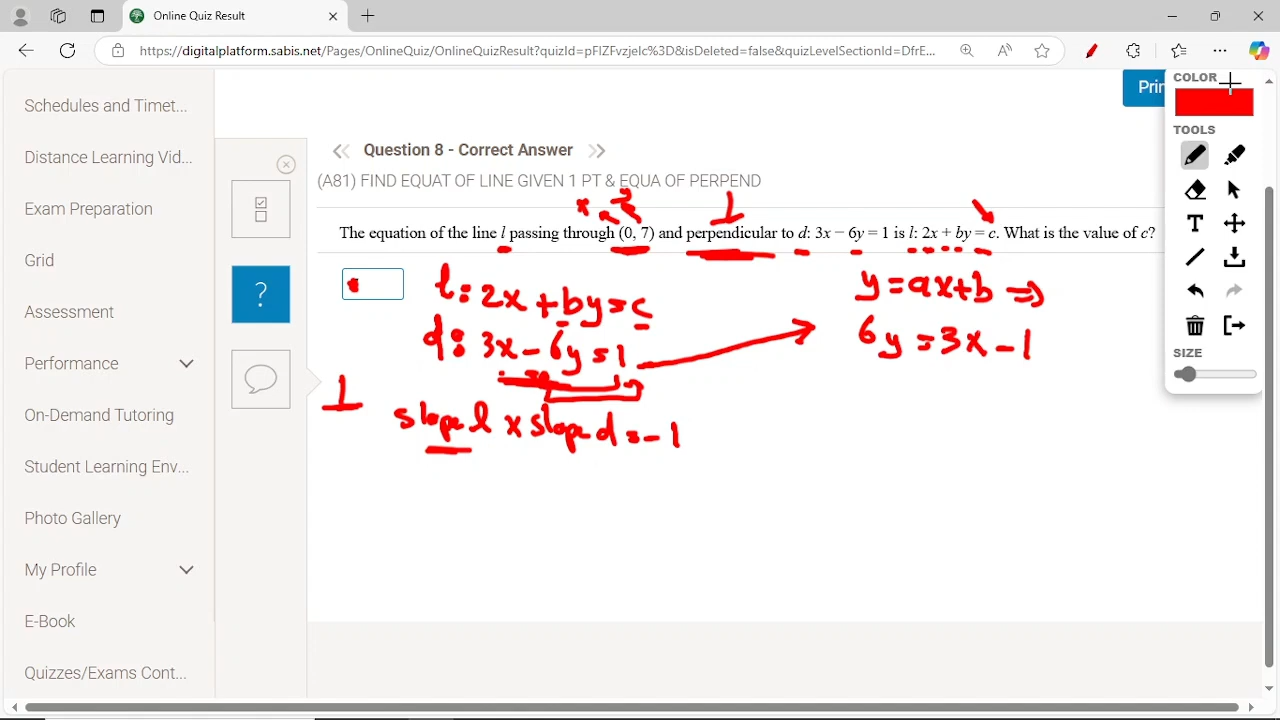 Online Quiz Result
https://digitalplatform.sabis.net/Pages/OnlineQuiz/OnlineQuizResult?quizId=pFIZFvzjeIc%3D&isDeleted=false&quizLevelSectionId=DfrE...
Schedules and Timet...
Distance Learning Vid...
Exam Preparation
Grid
Assessment
Performance
On-Demand Tutoring
Student Learning Env...
Photo Gallery
My Profile
E-Book
Quizzes/Exams Cont...
?
Prin
Question 8 - Correct Answer
(A81) FIND EQUAT OF LINE GIVEN 1 PT & EQUA OF PERPEND
x y ⊥
The equation of the line l passing through (0, 7) and perpendicular to d: 3x − 6y = 1 is l: 2x + by = c. What is the value of c?
l: 2x + by = c
d: 3x − 6y = 1
⊥
slope l x slope d = −1
y = ax + b ⇒
6y = 3x − 1
COLOR
TOOLS
T
SIZE